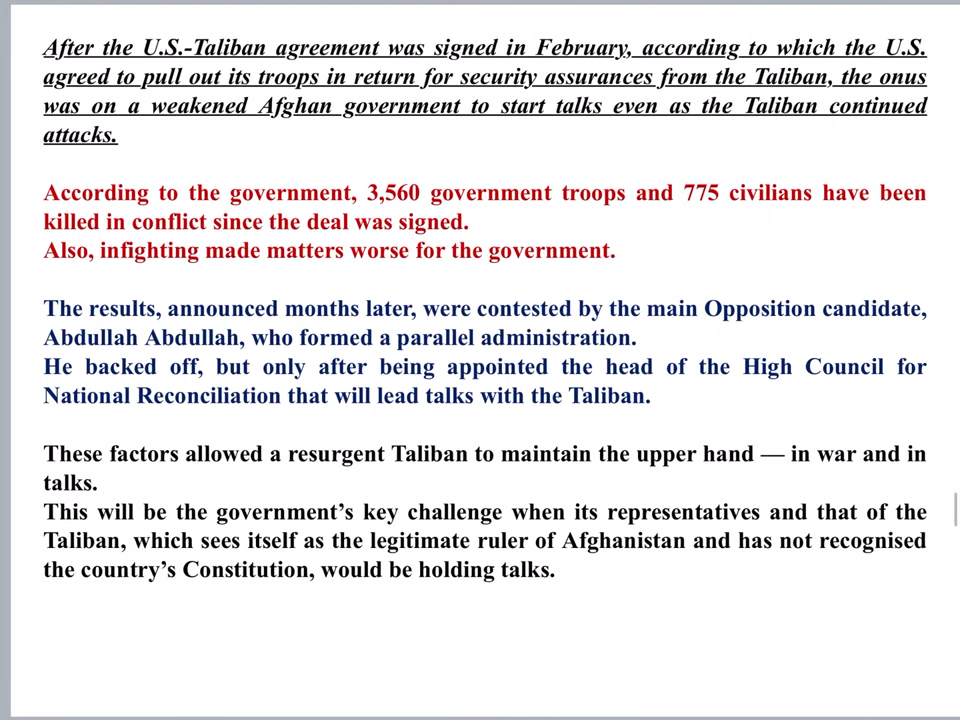 After the U.S.-Taliban agreement was signed in February, according to which the U.S.
agreed to pull out its troops in return for security assurances from the Taliban, the onus
was on a weakened Afghan government to start talks even as the Taliban continued
attacks.
According to the government, 3,560 government troops and 775 civilians have been
killed in conflict since the deal was signed.
Also, infighting made matters worse for the government.
The results, announced months later, were contested by the main Opposition candidate,
Abdullah Abdullah, who formed a parallel administration.
He backed off, but only after being appointed the head of the High Council for
National Reconciliation that will lead talks with the Taliban.
These factors allowed a resurgent Taliban to maintain the upper hand — in war and in
talks.
This will be the government’s key challenge when its representatives and that of the
Taliban, which sees itself as the legitimate ruler of Afghanistan and has not recognised
the country’s Constitution, would be holding talks.